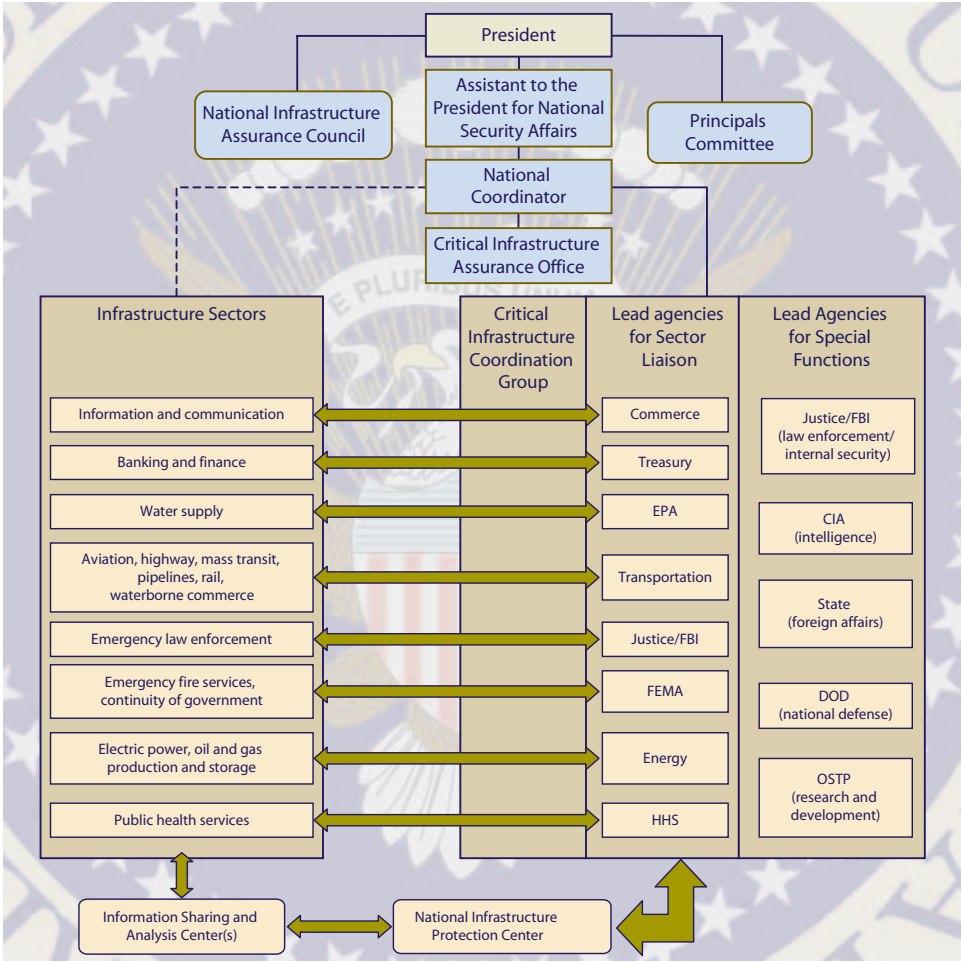 President
National Infrastructure
Assurance Council
Assistant to the
President for National
Security Affairs
Principals
Committee
National
Coordinator
Critical Infrastructure
Assurance Office
Infrastructure Sectors
Critical
Infrastructure
Coordination
Group
Lead agencies
for Sector
Liaison
Lead Agencies
for Special
Functions
Information and communication
Commerce
Banking and finance
Treasury
Water supply
EPA
Aviation, highway, mass transit,
pipelines, rail,
waterborne commerce
Transportation
Emergency law enforcement
Justice/FBI
Emergency fire services,
continuity of government
FEMA
Electric power, oil and gas
production and storage
Energy
Public health services
HHS
Justice/FBI
(law enforcement/
internal security)
CIA
(intelligence)
State
(foreign affairs)
DOD
(national defense)
OSTP
(research and
development)
Information Sharing and
Analysis Center(s)
National Infrastructure
Protection Center
E PLURIBUS UNUM